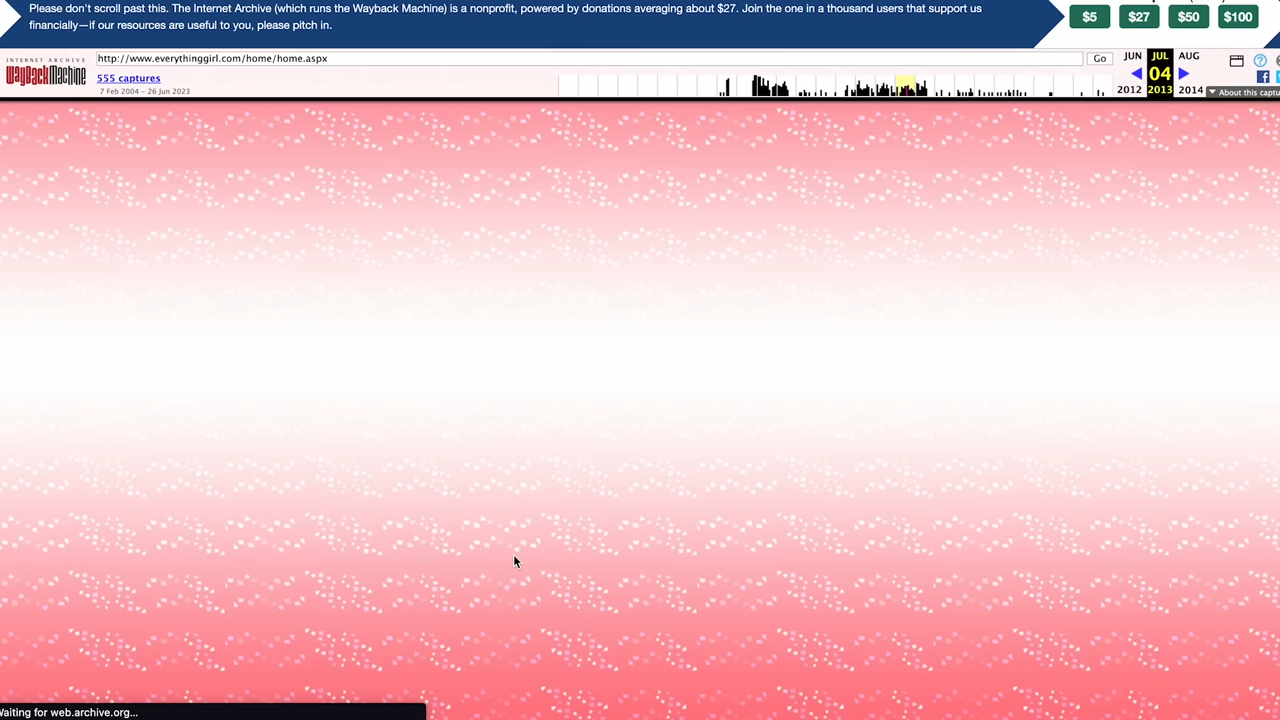 Please don't scroll past this. The Internet Archive (which runs the Wayback Machine) is a nonprofit, powered by donations averaging about $27. Join the one in a thousand users that support us
financially—if our resources are useful to you, please pitch in.
$5 $27 $50 $100
INTERNET ARCHIVE
WayBackMachine
http://www.everythinggirl.com/home/home.aspx
Go
JUN JUL AUG
555 captures
04
7 Feb 2004 – 26 Jun 2023
2012 2013 2014
About this captu
Waiting for web.archive.org...